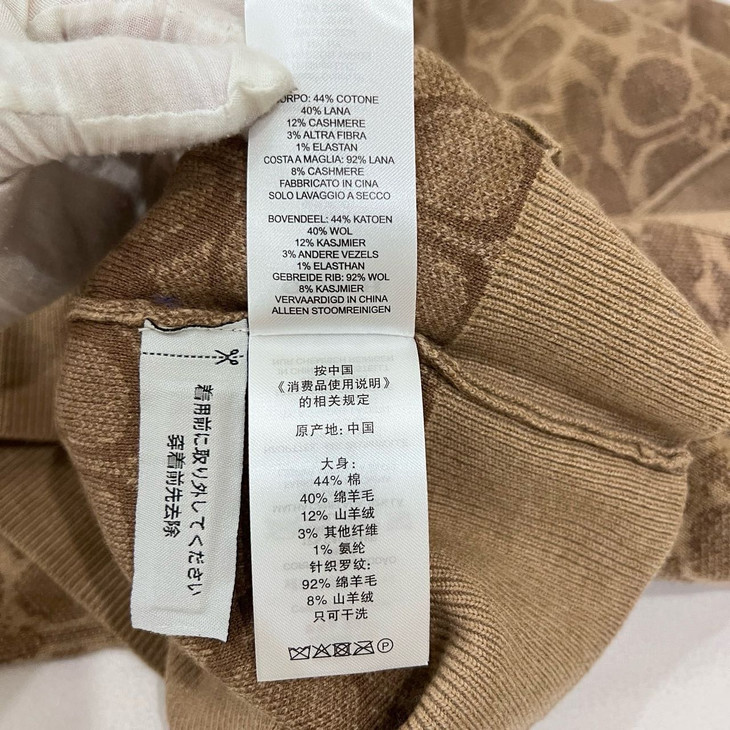 44% COTONE
40% LANA
12% CASHMERE
3% ALTRA FIBRA
1% ELASTAN
COSTA A MAGLIA: 92% LANA
8% CASHMERE
FABBRICATO IN CINA
SOLO LAVAGGIO A SECCO
BOVENDEEL: 44% KATOEN
40% WOL
12% KASJMIER
3% ANDERE VEZELS
1% ELASTHAN
GEBREIDE RIB: 92% WOL
8% KASJMIER
VERVAARDIGD IN CHINA
ALLEEN STOOMREINIGEN
按中国
《消费品使用说明》
的相关规定
原产地: 中国
大身:
44% 棉
40% 绵羊毛
12% 山羊绒
3% 其他纤维
1% 氨纶
针织罗纹:
92% 绵羊毛
8% 山羊绒
只可干洗
P
着用前に取り外してください
穿着前先去除